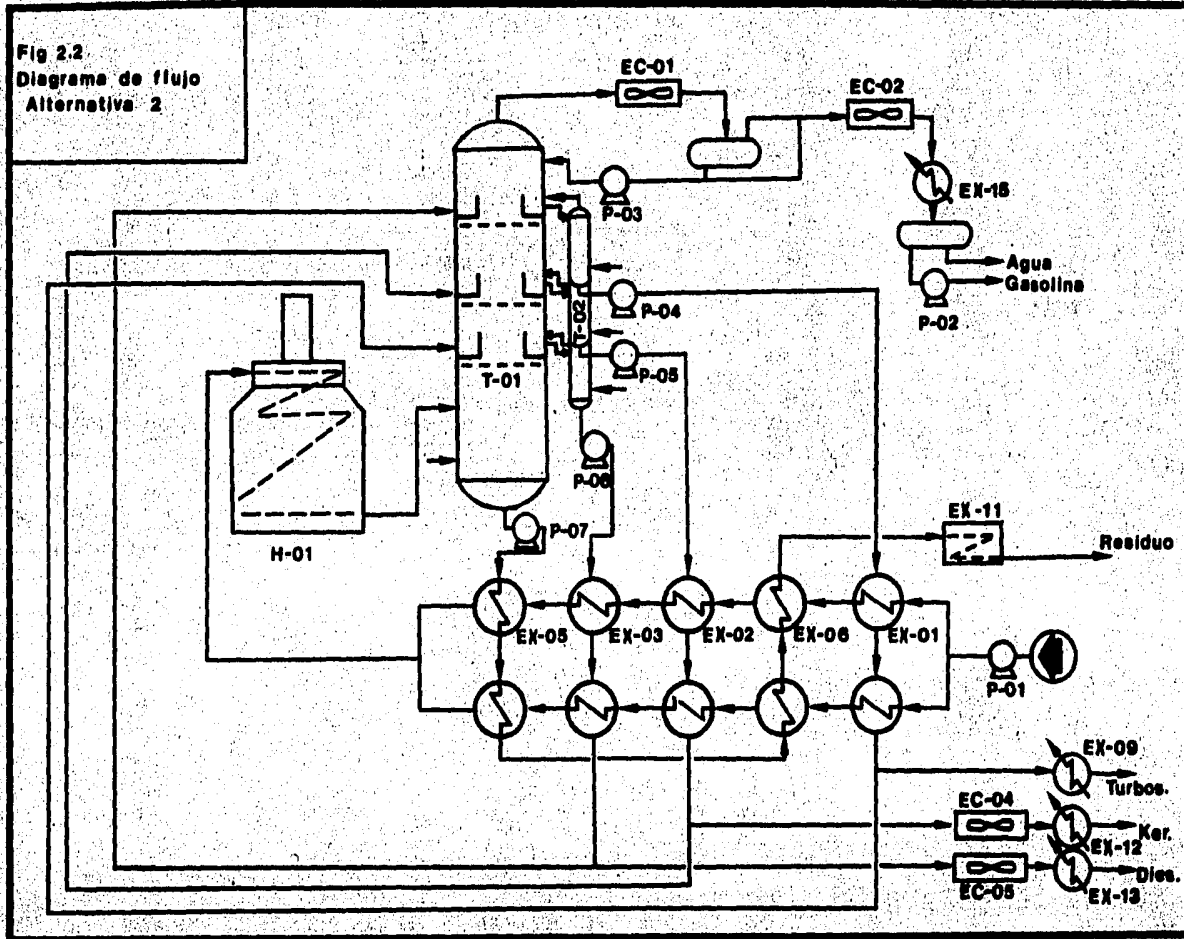 Fig 2.2
Diagrama de flujo
Alternativa 2
EC-01
EC-02
EX-15
P-03
Agua
Gasolina
P-02
T-02
P-04
P-05
T-01
P-06
P-07
H-01
EX-11
Residuo
EX-05
EX-03
EX-02
EX-06
EX-01
P-01
EX-09
Turbos.
EC-04
Ker.
EX-12
Dies.
EC-05
EX-13